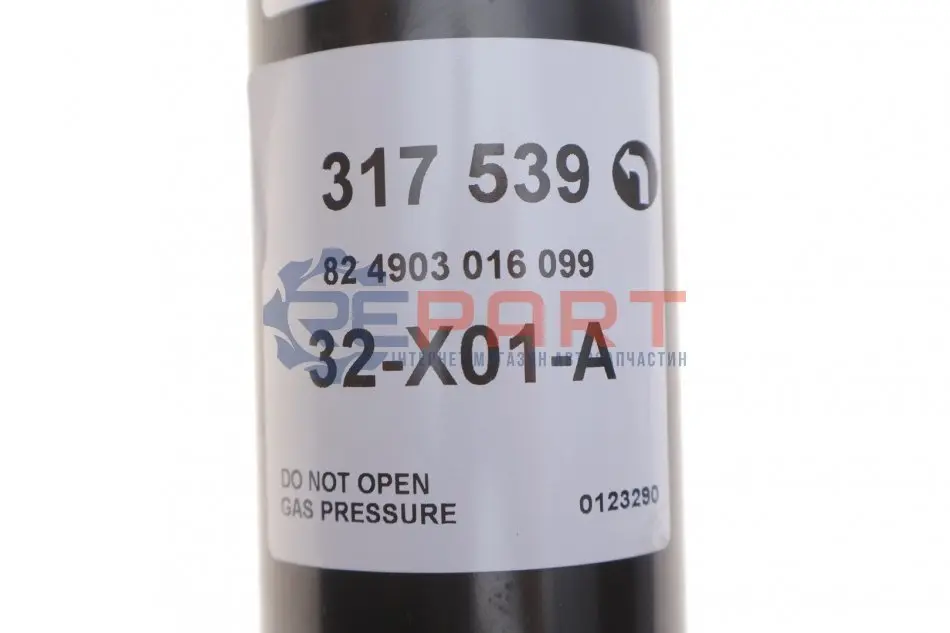 317 539
82 4903 016 099
REPART
ІНТЕРНЕТ МАГАЗИН АВТОЗАПЧАСТИН
32-X01-A
DO NOT OPEN
GAS PRESSURE
0123290